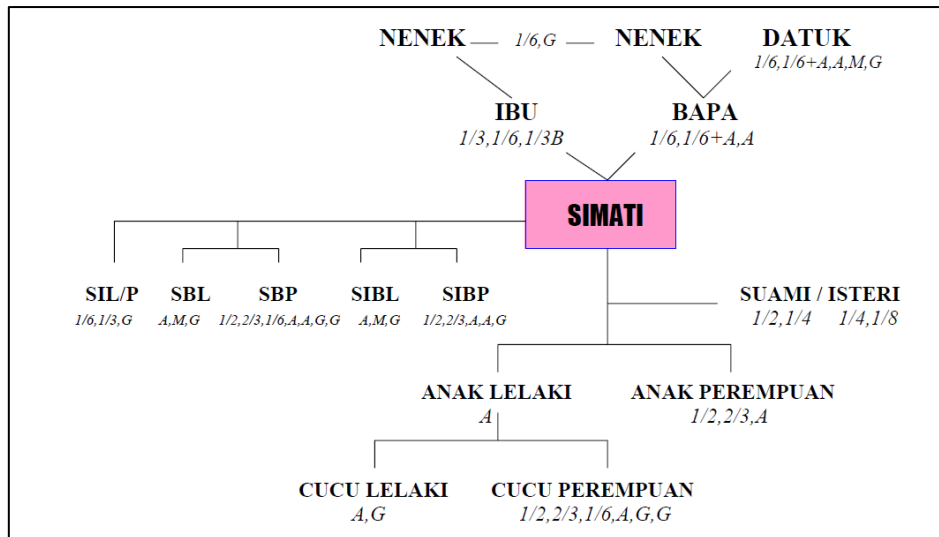 NENEK 1/6,G NENEK DATUK
1/6,1/6+A,A,M,G
IBU BAPA
1/3,1/6,1/3B 1/6,1/6+A,A
SIMATI
SIL/P SBL SBP SIBL SIBP
1/6,1/3,G A,M,G 1/2,2/3,1/6,A,A,G,G A,M,G 1/2,2/3,A,A,G
SUAMI / ISTERI
1/2,1/4 1/4,1/8
ANAK LELAKI ANAK PEREMPUAN
A 1/2,2/3,A
CUCU LELAKI CUCU PEREMPUAN
A,G 1/2,2/3,1/6,A,G,G